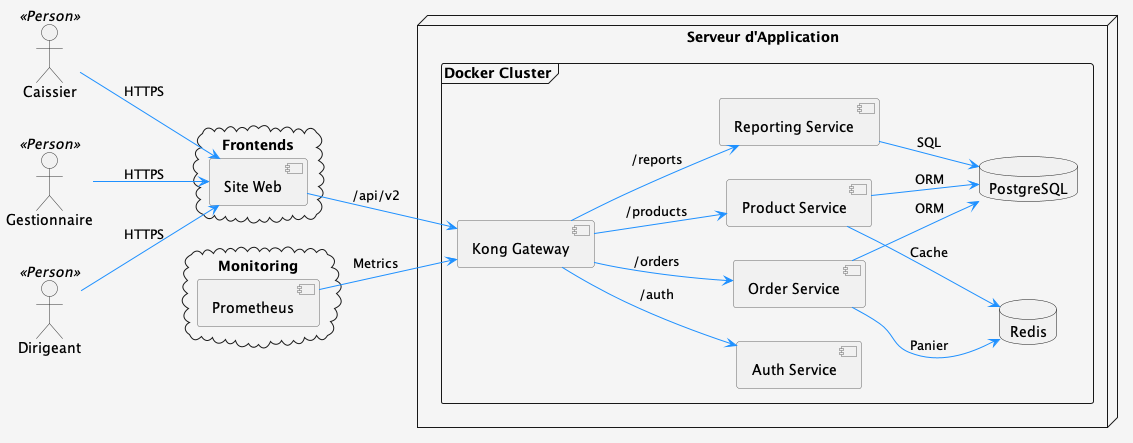 «Person»
Caissier
HTTPS
«Person»
Gestionnaire
HTTPS
«Person»
Dirigeant
HTTPS
Frontends
Site Web
/api/v2
Monitoring
Prometheus
Metrics
Serveur d'Application
Docker Cluster
Kong Gateway
/reports
/products
/orders
/auth
Reporting Service
Product Service
Order Service
Auth Service
SQL
ORM
ORM
Cache
Panier
PostgreSQL
Redis